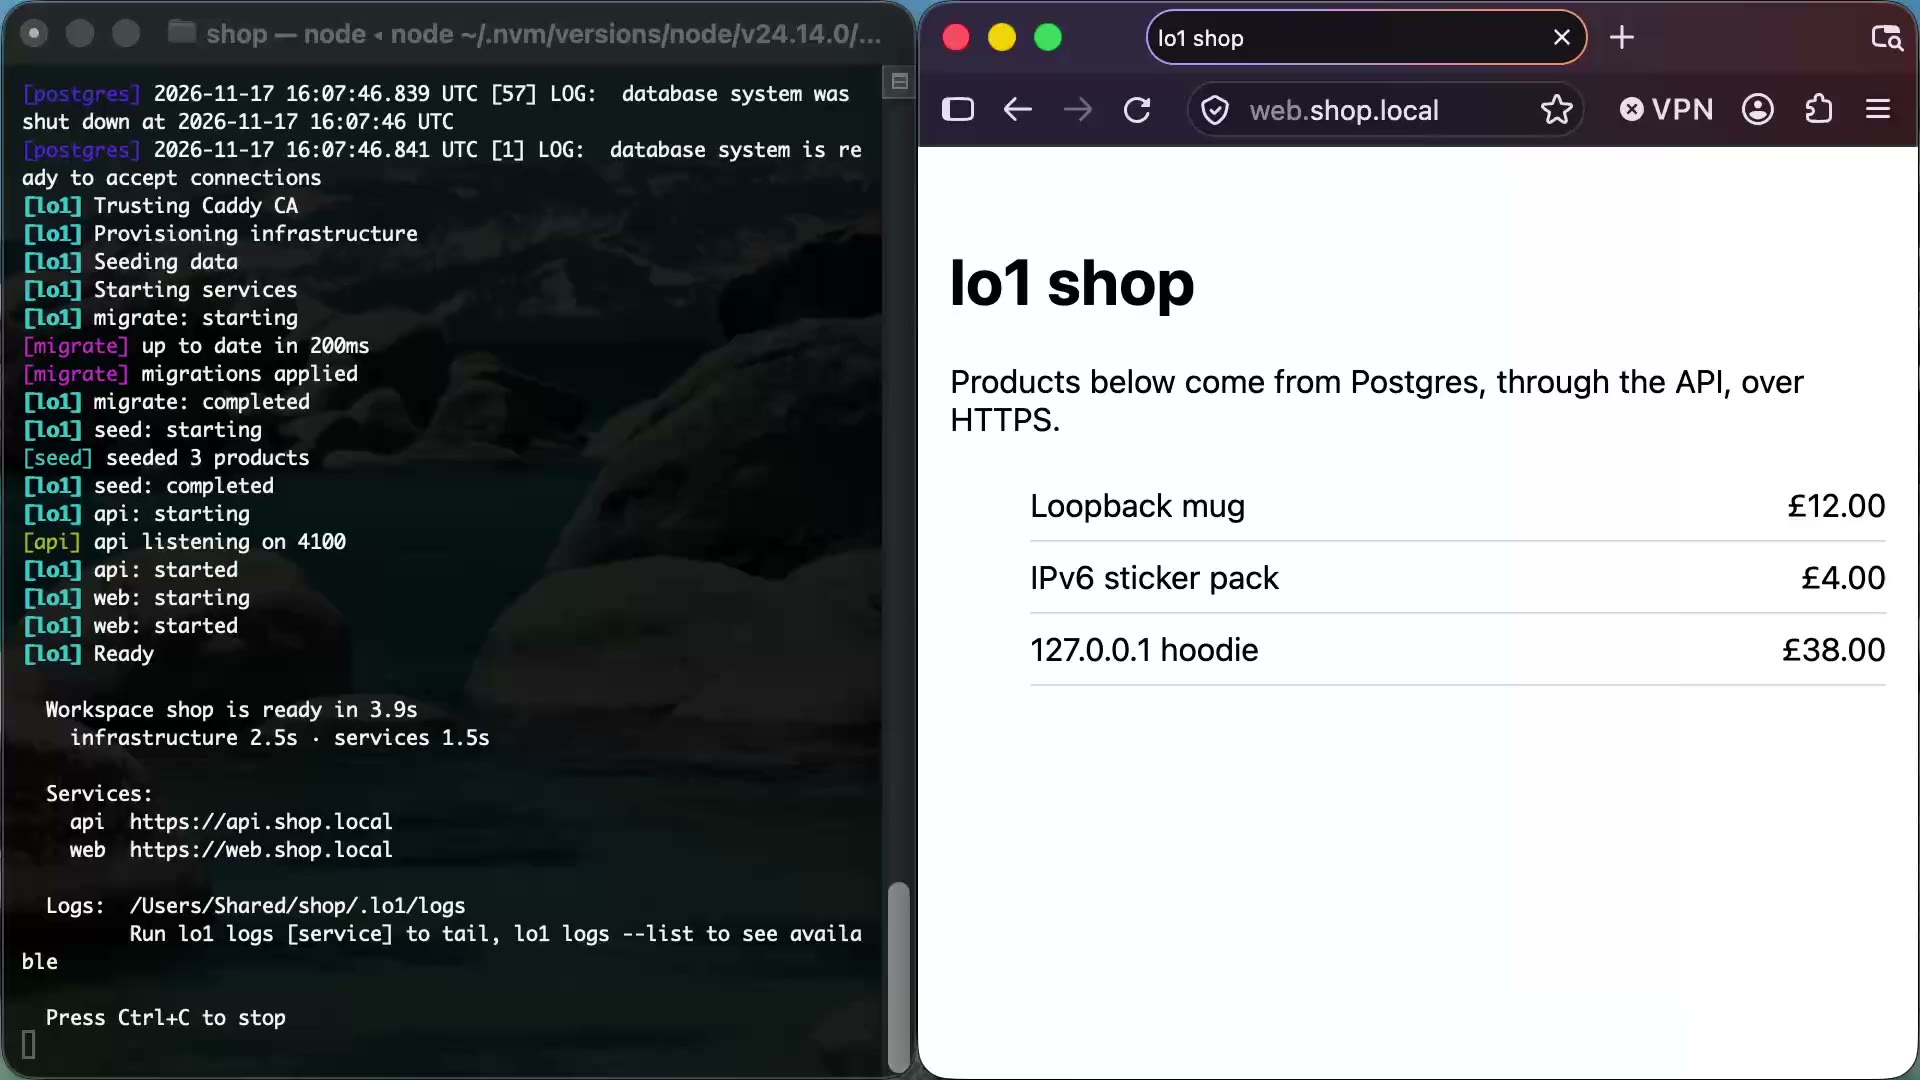 shop — node ◂ node ~/.nvm/versions/node/v24.14.0/...
[postgres] 2026-11-17 16:07:46.839 UTC [57] LOG:  database system was
shut down at 2026-11-17 16:07:46 UTC
[postgres] 2026-11-17 16:07:46.841 UTC [1] LOG:  database system is re
ady to accept connections
[lo1] Trusting Caddy CA
[lo1] Provisioning infrastructure
[lo1] Seeding data
[lo1] Starting services
[lo1] migrate: starting
[migrate] up to date in 200ms
[migrate] migrations applied
[lo1] migrate: completed
[lo1] seed: starting
[seed] seeded 3 products
[lo1] seed: completed
[lo1] api: starting
[api] api listening on 4100
[lo1] api: started
[lo1] web: starting
[lo1] web: started
[lo1] Ready
Workspace shop is ready in 3.9s
infrastructure 2.5s · services 1.5s
Services:
api  https://api.shop.local
web  https://web.shop.local
Logs:  /Users/Shared/shop/.lo1/logs
Run lo1 logs [service] to tail, lo1 logs --list to see availa
ble
Press Ctrl+C to stop
lo1 shop
web.shop.local
VPN
lo1 shop
Products below come from Postgres, through the API, over
HTTPS.
Loopback mug £12.00
IPv6 sticker pack £4.00
127.0.0.1 hoodie £38.00